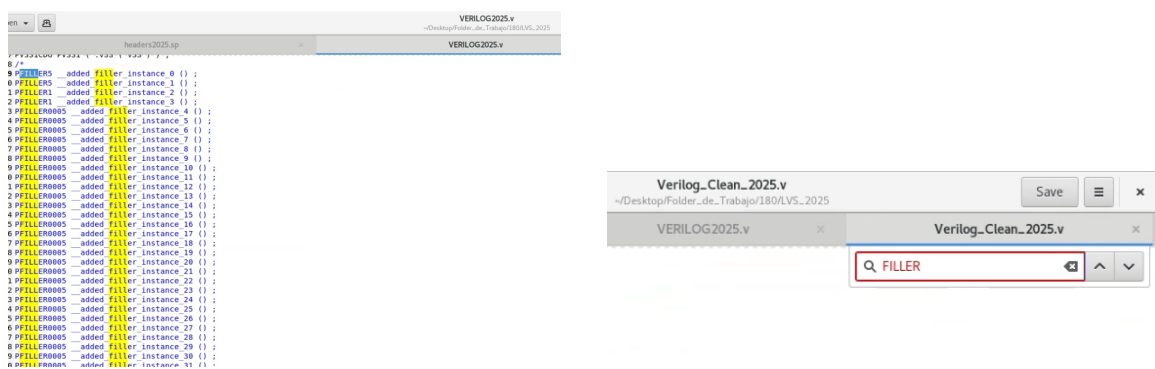 VERILOG2025.v
~/Desktop/Folder_de_Trabajo/180/LVS_2025
headers2025.sp × VERILOG2025.v
8 /*
9 PFILLER5 __added_filler_instance_0 () ;
0 PFILLER5 __added_filler_instance_1 () ;
1 PFILLER1 __added_filler_instance_2 () ;
2 PFILLER1 __added_filler_instance_3 () ;
3 PFILLER0005 __added_filler_instance_4 () ;
4 PFILLER0005 __added_filler_instance_5 () ;
5 PFILLER0005 __added_filler_instance_6 () ;
6 PFILLER0005 __added_filler_instance_7 () ;
7 PFILLER0005 __added_filler_instance_8 () ;
8 PFILLER0005 __added_filler_instance_9 () ;
9 PFILLER0005 __added_filler_instance_10 () ;
0 PFILLER0005 __added_filler_instance_11 () ;
1 PFILLER0005 __added_filler_instance_12 () ;
2 PFILLER0005 __added_filler_instance_13 () ;
3 PFILLER0005 __added_filler_instance_14 () ;
4 PFILLER0005 __added_filler_instance_15 () ;
5 PFILLER0005 __added_filler_instance_16 () ;
6 PFILLER0005 __added_filler_instance_17 () ;
7 PFILLER0005 __added_filler_instance_18 () ;
8 PFILLER0005 __added_filler_instance_19 () ;
9 PFILLER0005 __added_filler_instance_20 () ;
0 PFILLER0005 __added_filler_instance_21 () ;
1 PFILLER0005 __added_filler_instance_22 () ;
2 PFILLER0005 __added_filler_instance_23 () ;
3 PFILLER0005 __added_filler_instance_24 () ;
4 PFILLER0005 __added_filler_instance_25 () ;
5 PFILLER0005 __added_filler_instance_26 () ;
6 PFILLER0005 __added_filler_instance_27 () ;
7 PFILLER0005 __added_filler_instance_28 () ;
8 PFILLER0005 __added_filler_instance_29 () ;
9 PFILLER0005 __added_filler_instance_30 () ;
0 PFILLER0005 __added_filler_instance_31 () ;
Verilog_Clean_2025.v
~/Desktop/Folder_de_Trabajo/180/LVS_2025
Save
VERILOG2025.v × Verilog_Clean_2025.v ×
FILLER